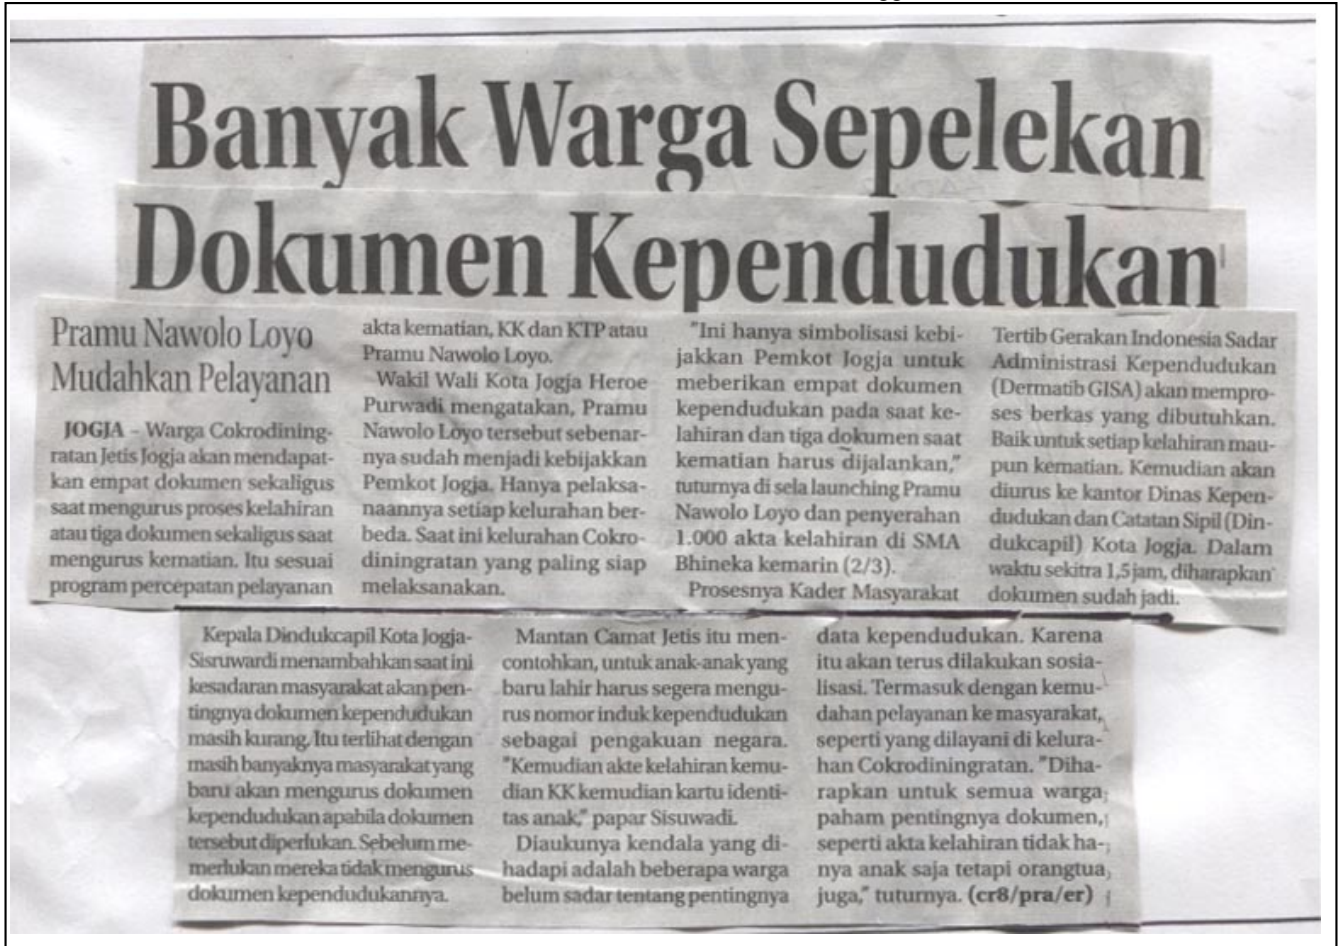 Banyak Warga Sepelekan
Dokumen Kependudukan
Pramu Nawolo Loyo
Mudahkan Pelayanan
JOGJA – Warga Cokrodining-
ratan Jetis Jogja akan mendapat-
kan empat dokumen sekaligus
saat mengurus proses kelahiran
atau tiga dokumen sekaligus saat
mengurus kematian. Itu sesuai
program percepatan pelayanan
akta kematian, KK dan KTP atau
Pramu Nawolo Loyo.
Wakil Wali Kota Jogja Heroe
Purwadi mengatakan, Pramu
Nawolo Loyo tersebut sebenar-
nya sudah menjadi kebijakkan
Pemkot Jogja. Hanya pelaksa-
naannya setiap kelurahan ber-
beda. Saat ini kelurahan Cokro-
diningratan yang paling siap
melaksanakan.
"Ini hanya simbolisasi kebi-
jakkan Pemkot Jogja untuk
meberikan empat dokumen
kependudukan pada saat ke-
lahiran dan tiga dokumen saat
kematian harus dijalankan,"
tuturnya di sela launching Pramu
Nawolo Loyo dan penyerahan
1.000 akta kelahiran di SMA
Bhineka kemarin (2/3).
Prosesnya Kader Masyarakat
Tertib Gerakan Indonesia Sadar
Administrasi Kependudukan
(Dermatib GISA) akan mempro-
ses berkas yang dibutuhkan.
Baik untuk setiap kelahiran mau-
pun kematian. Kemudian akan
diurus ke kantor Dinas Kepen-
dudukan dan Catatan Sipil (Din-
dukcapil) Kota Jogja. Dalam
waktu sekitra 1,5 jam, diharapkan
dokumen sudah jadi.
Kepala Dindukcapil Kota Jogja-
Sisruwardi menambahkan saat ini
kesadaran masyarakat akan pen-
tingnya dokumen kependudukan
masih kurang. Itu terlihat dengan
masih banyaknya masyarakat yang
baru akan mengurus dokumen
kependudukan apabila dokumen
tersebut diperlukan. Sebelum me-
merlukan mereka tidak mengurus
dokumen kependudukannya.
Mantan Camat Jetis itu men-
contohkan, untuk anak-anak yang
baru lahir harus segera mengu-
rus nomor induk kependudukan
sebagai pengakuan negara.
"Kemudian akte kelahiran kemu-
dian KK kemudian kartu identi-
tas anak," papar Sisuwadi.
Diaukunya kendala yang di-
hadapi adalah beberapa warga
belum sadar tentang pentingnya
data kependudukan. Karena
itu akan terus dilakukan sosia-
lisasi. Termasuk dengan kemu-
dahan pelayanan ke masyarakat,
seperti yang dilayani di kelura-
han Cokrodiningratan. "Diha-
rapkan untuk semua warga
paham pentingnya dokumen,
seperti akta kelahiran tidak ha-
nya anak saja tetapi orangtua
juga," tuturnya. (cr8/pra/er)